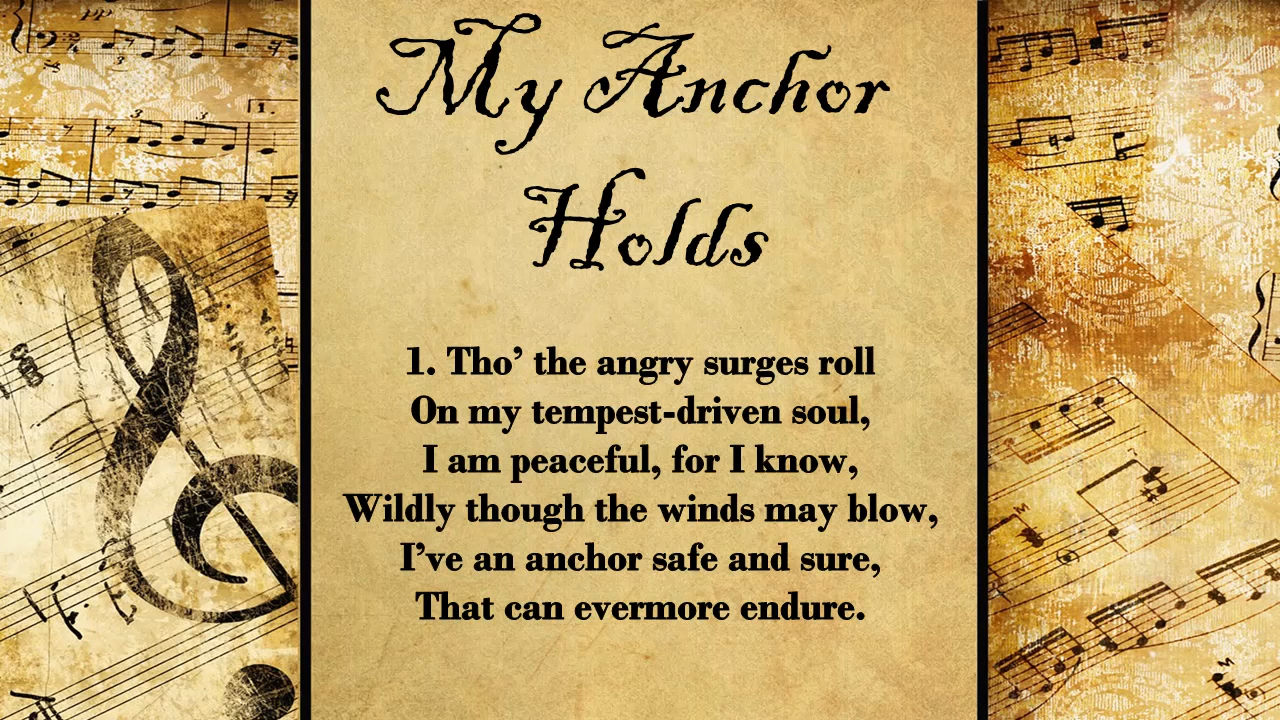 My Anchor
Holds
1. Tho’ the angry surges roll
On my tempest-driven soul,
I am peaceful, for I know,
Wildly though the winds may blow,
I’ve an anchor safe and sure,
That can evermore endure.